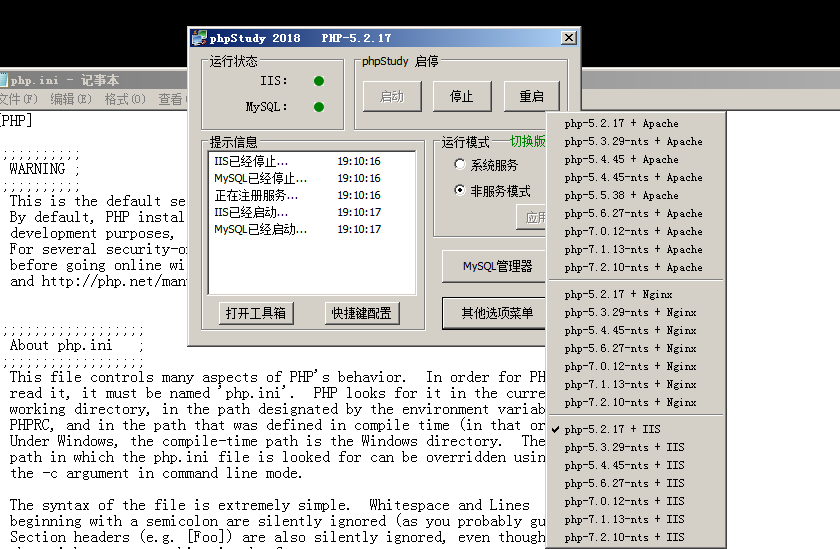 phpStudy 2018 PHP-5.2.17
运行状态
IIS:
MySQL:
phpStudy 启停
启动
停止
重启
提示信息
IIS已经停止... 19:10:16
MySQL已经停止... 19:10:16
正在注册服务... 19:10:16
IIS已经启动... 19:10:17
MySQL已经启动... 19:10:17
打开工具箱
快捷键配置
运行模式
切换版
系统服务
非服务模式
应用
MySQL管理器
其他选项菜单
php-5.2.17 + Apache
php-5.3.29-nts + Apache
php-5.4.45 + Apache
php-5.4.45-nts + Apache
php-5.5.38 + Apache
php-5.6.27-nts + Apache
php-7.0.12-nts + Apache
php-7.1.13-nts + Apache
php-7.2.10-nts + Apache
php-5.2.17 + Nginx
php-5.3.29-nts + Nginx
php-5.4.45-nts + Nginx
php-5.6.27-nts + Nginx
php-7.0.12-nts + Nginx
php-7.1.13-nts + Nginx
php-7.2.10-nts + Nginx
php-5.2.17 + IIS
php-5.3.29-nts + IIS
php-5.4.45-nts + IIS
php-5.6.27-nts + IIS
php-7.0.12-nts + IIS
php-7.1.13-nts + IIS
php-7.2.10-nts + IIS
php.ini - 记事本
文件(F) 编辑(E) 格式(O) 查看
[PHP]
;;;;;;;;;;
WARNING ;
;;;;;;;;;;
This is the default se
By default, PHP instal
development purposes,
For several security-o
before going online wi
and http://php.net/man
;;;;;;;;;;;;;;;;;;
About php.ini ;
;;;;;;;;;;;;;;;;;;
This file controls many aspects of PHP's behavior. In order for PH
read it, it must be named 'php.ini'. PHP looks for it in the curre
working directory, in the path designated by the environment variab
PHPRC, and in the path that was defined in compile time (in that or
Under Windows, the compile-time path is the Windows directory. The
path in which the php.ini file is looked for can be overridden usin
the -c argument in command line mode.
The syntax of the file is extremely simple. Whitespace and Lines
beginning with a semicolon are silently ignored (as you probably gu
Section headers (e.g. [Foo]) are also silently ignored, even though